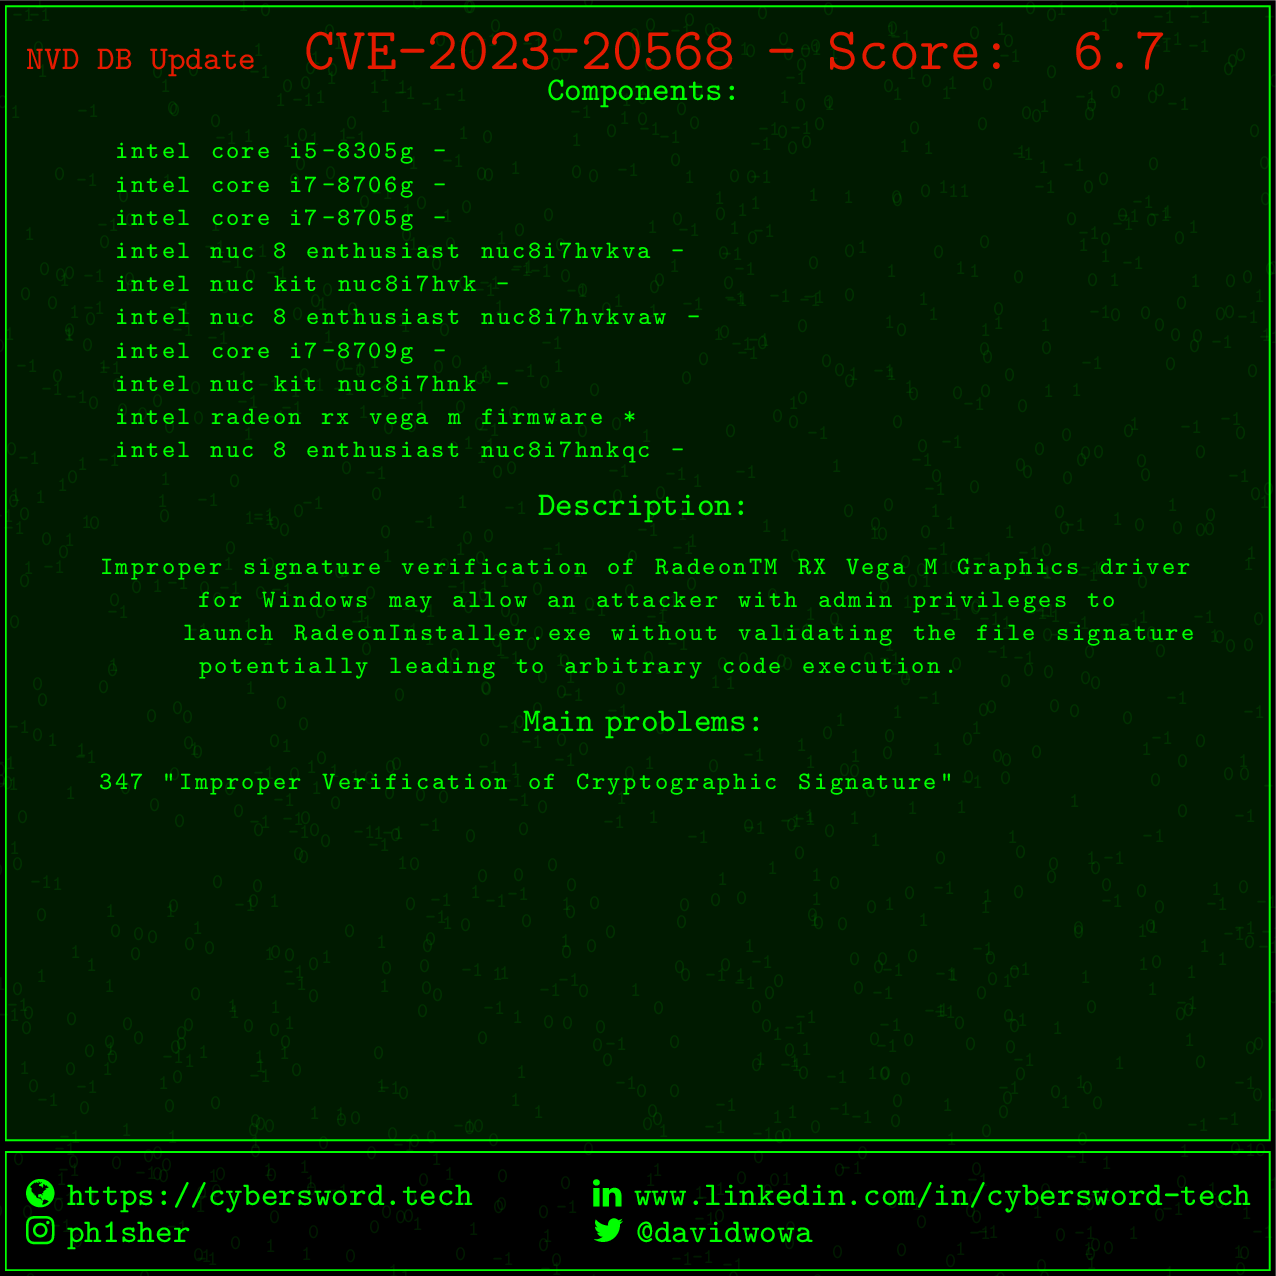 NVD DB Update CVE-2023-20568 - Score: 6.7
Components:
intel core i5-8305g -
intel core i7-8706g -
intel core i7-8705g -
intel nuc 8 enthusiast nuc8i7hvkva -
intel nuc kit nuc8i7hvk -
intel nuc 8 enthusiast nuc8i7hvkvaw -
intel core i7-8709g -
intel nuc kit nuc8i7hnk -
intel radeon rx vega m firmware *
intel nuc 8 enthusiast nuc8i7hnkqc -
Description:
Improper signature verification of RadeonTM RX Vega M Graphics driver
for Windows may allow an attacker with admin privileges to
launch RadeonInstaller.exe without validating the file signature
potentially leading to arbitrary code execution.
Main problems:
347 "Improper Verification of Cryptographic Signature"
https://cybersword.tech www.linkedin.com/in/cybersword-tech
ph1sher @davidwowa